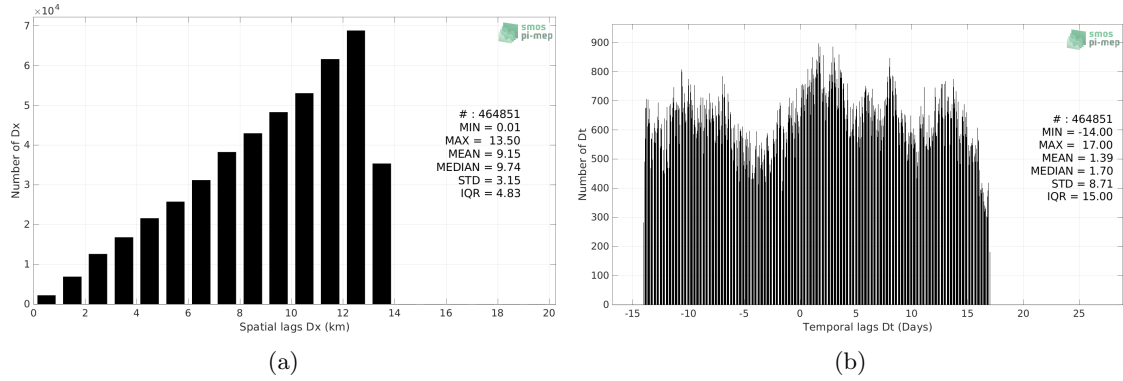 ×10^4
7
6
5
4
3
2
1
0
Number of Dx
0 2 4 6 8 10 12 14 16 18 20
Spatial lags Dx (km)
smos
pi-mep
# : 464851
MIN = 0.01
MAX = 13.50
MEAN = 9.15
MEDIAN = 9.74
STD = 3.15
IQR = 4.83
(a)
900
800
700
600
500
400
300
200
100
0
Number of Dt
-15 -10 -5 0 5 10 15 20 25
Temporal lags Dt (Days)
smos
pi-mep
# : 464851
MIN = -14.00
MAX = 17.00
MEAN = 1.39
MEDIAN = 1.70
STD = 8.71
IQR = 15.00
(b)